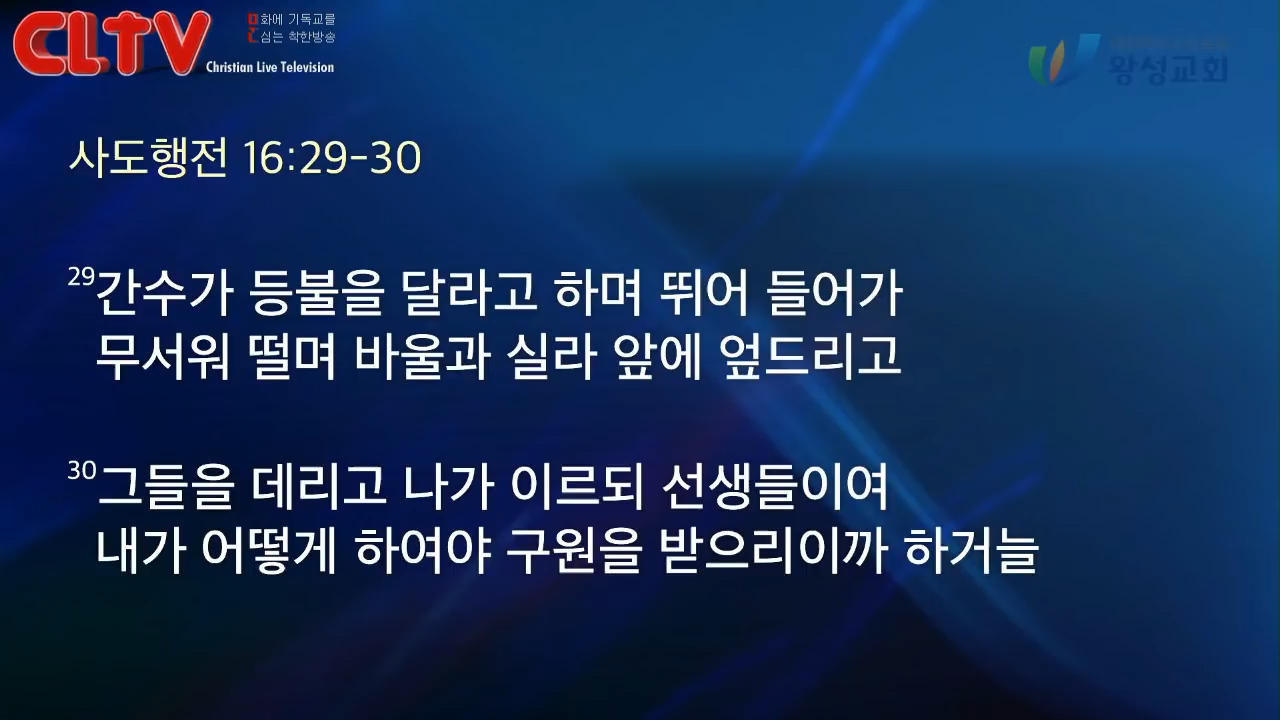 CLTV
문화에 기독교를
심는 착한방송
Christian Live Television
왕성교회
사도행전 16:29-30
29간수가 등불을 달라고 하며 뛰어 들어가
무서워 떨며 바울과 실라 앞에 엎드리고
30그들을 데리고 나가 이르되 선생들이여
내가 어떻게 하여야 구원을 받으리이까 하거늘